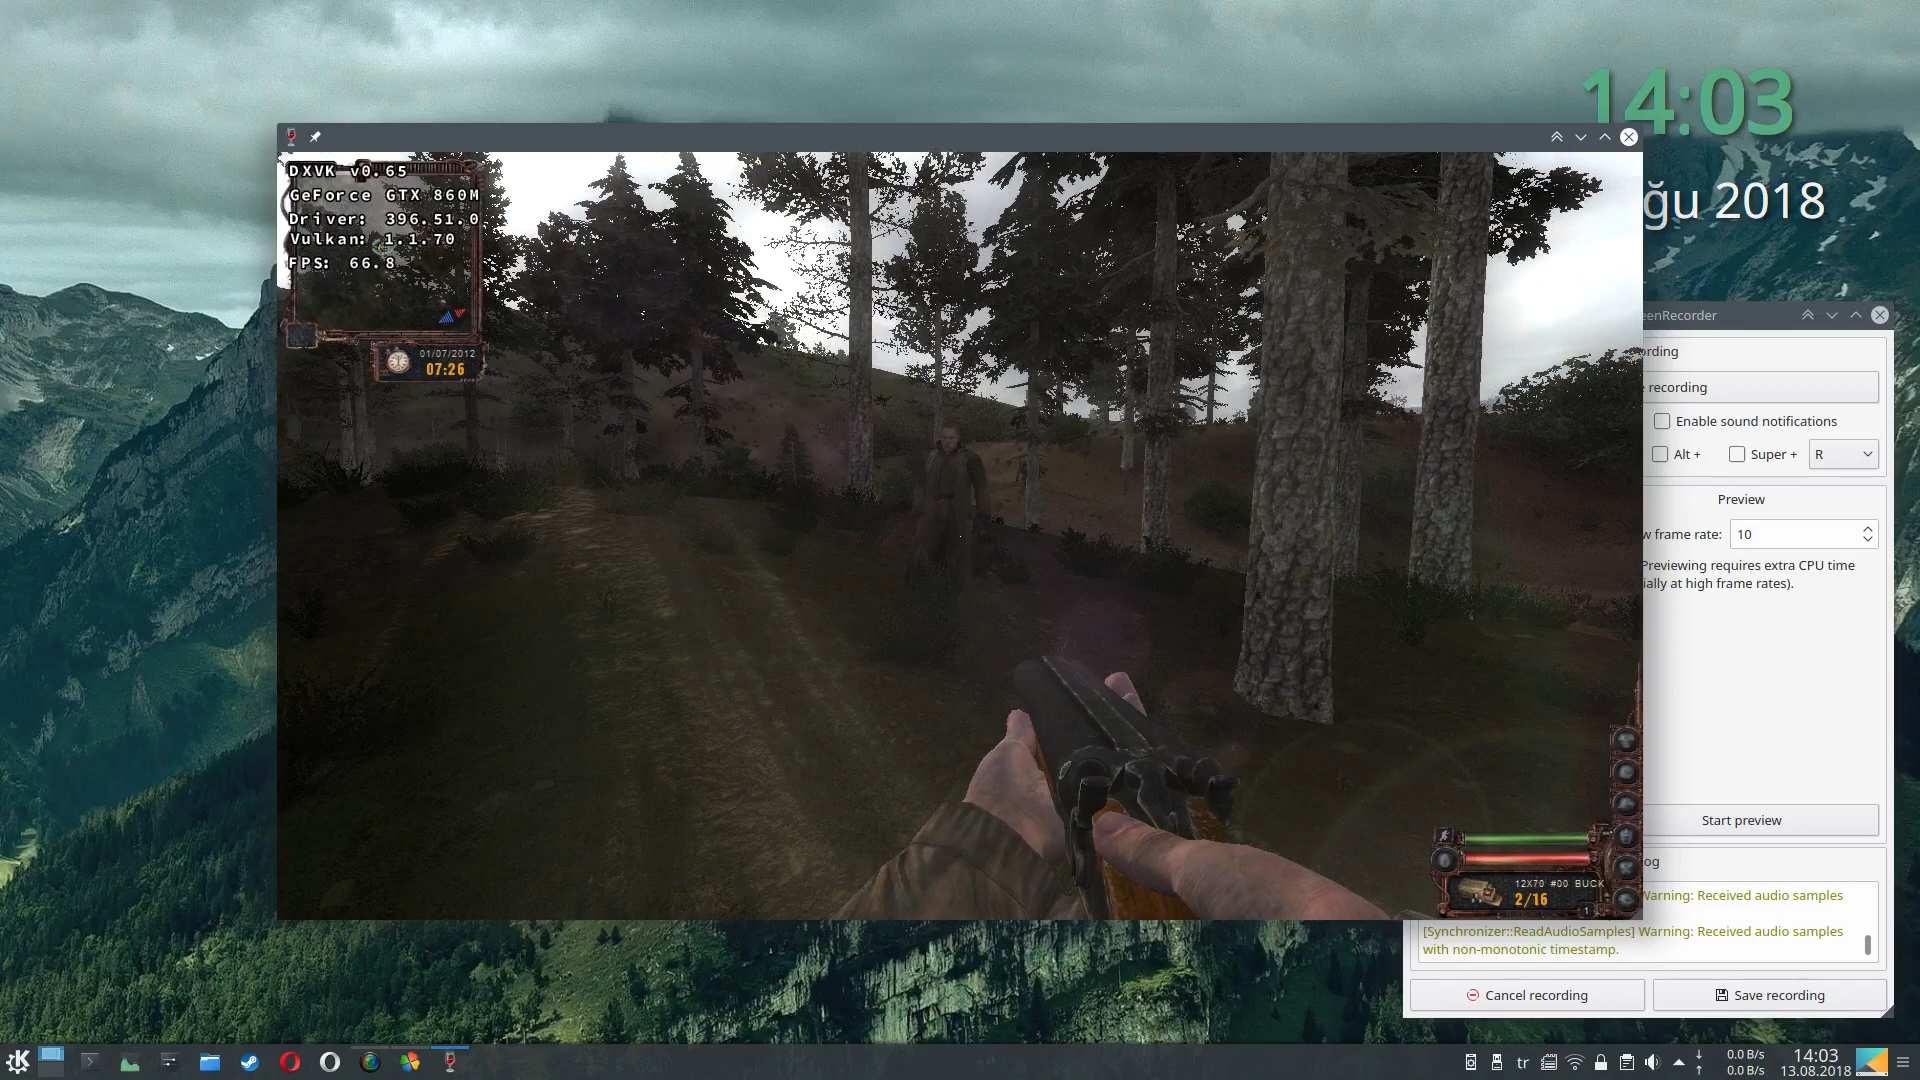 14:03
ğu 2018
DXVK v0.65
GeForce GTX 860M
Driver: 396.51.0
Vulkan: 1.1.70
FPS: 66.8
01/07/2012
07:26
12X70 #00 BUCK
2/16
1
eenRecorder
rding
recording
Enable sound notifications
Alt + Super + R
Preview
w frame rate: 10
Previewing requires extra CPU time
ially at high frame rates).
Start preview
og
Warning: Received audio samples
[Synchronizer::ReadAudioSamples] Warning: Received audio samples
with non-monotonic timestamp.
Cancel recording Save recording
tr
0.0 B/s
0.0 B/s
14:03
13.08.2018